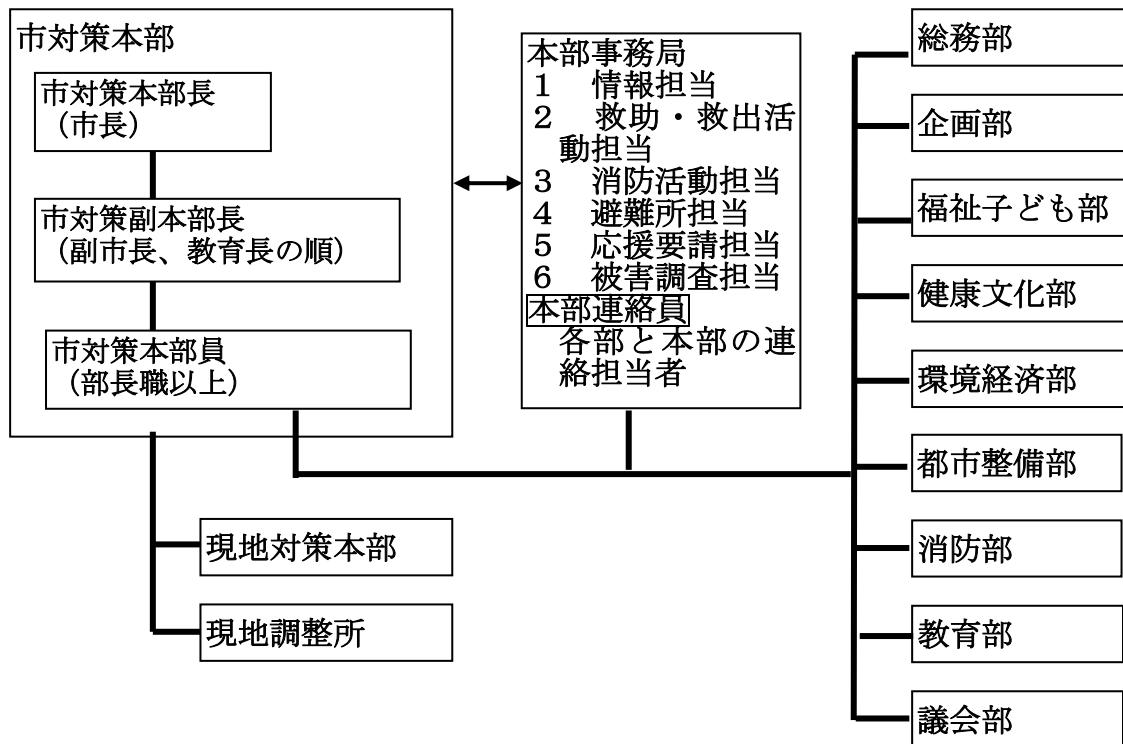 市対策本部
市対策本部長
（市長）
市対策副本部長
（副市長、教育長の順）
市対策本部員
（部長職以上）
現地対策本部
現地調整所
本部事務局
１　情報担当
２　救助・救出活
動担当
３　消防活動担当
４　避難所担当
５　応援要請担当
６　被害調査担当
本部連絡員
各部と本部の連
絡担当者
総務部
企画部
福祉子ども部
健康文化部
環境経済部
都市整備部
消防部
教育部
議会部